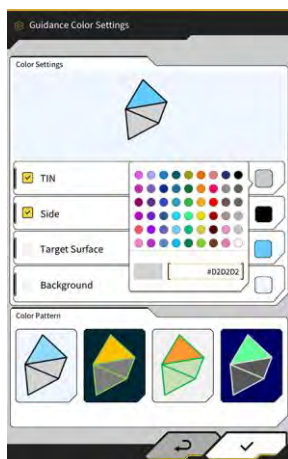 Guidance Color Settings
Color Settings
TIN
Side
Target Surface
#D2D2D2
Background
Color Pattern